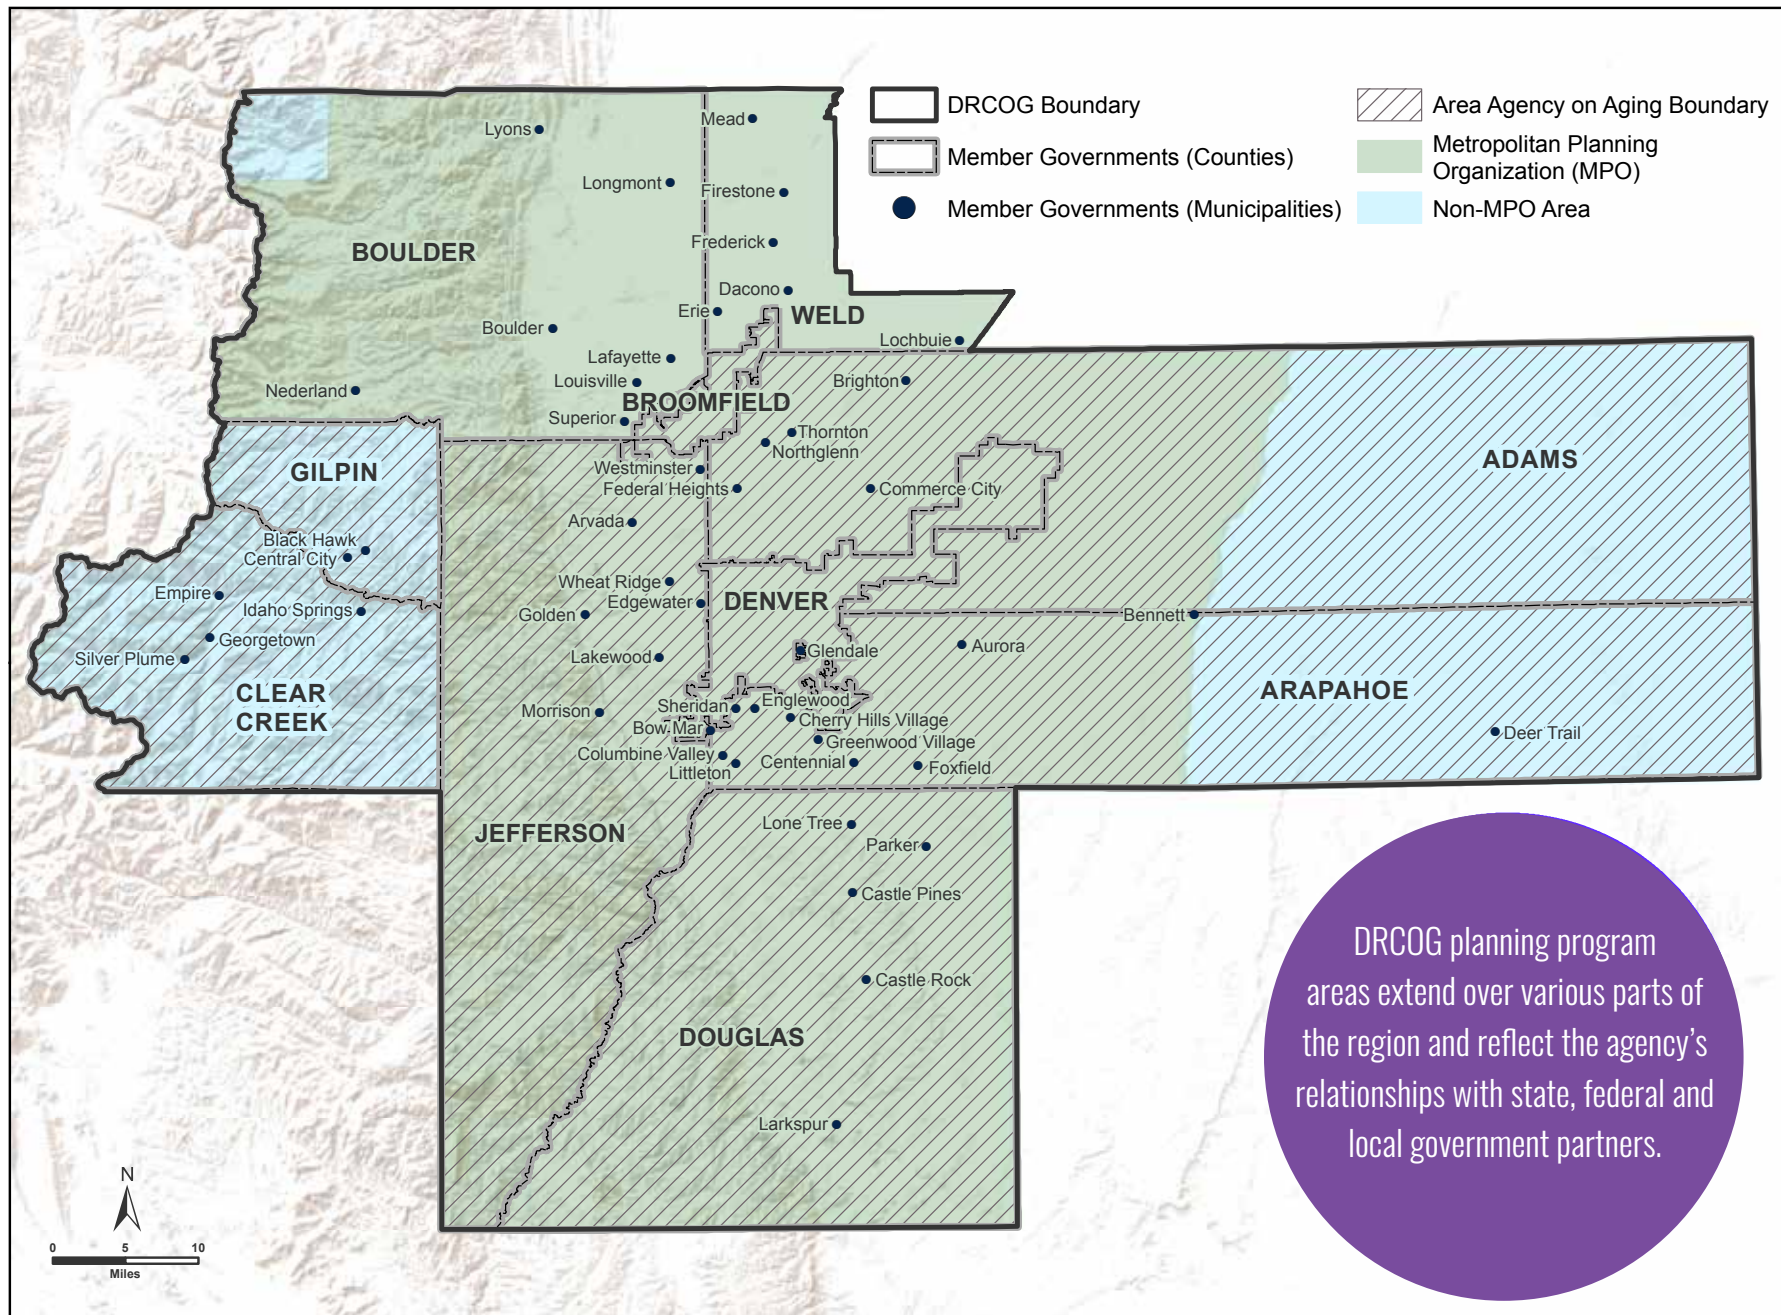 DRCOG Boundary
Member Governments (Counties)
Member Governments (Municipalities)
Area Agency on Aging Boundary
Metropolitan Planning
Organization (MPO)
Non-MPO Area
Lyons
Mead
Longmont
Firestone
BOULDER
Frederick
Dacono
Erie
WELD
Boulder
Lochbuie
Lafayette
Louisville
Nederland
Brighton
BROOMFIELD
Superior
Thornton
Northglenn
GILPIN
Westminster
ADAMS
Federal Heights
Commerce City
Arvada
Black Hawk
Central City
Wheat Ridge
Empire
Edgewater
DENVER
Idaho Springs
Golden
Bennett
Georgetown
Glendale
Aurora
Silver Plume
Lakewood
CLEAR
CREEK
ARAPAHOE
Englewood
Sheridan
Morrison
Cherry Hills Village
Bow Mar
Deer Trail
Greenwood Village
Columbine Valley
Centennial
Littleton
Foxfield
JEFFERSON
Lone Tree
Parker
Castle Pines
Castle Rock
DOUGLAS
Larkspur
DRCOG planning program
areas extend over various parts of
the region and reflect the agency’s
relationships with state, federal and
local government partners.
N
0 5 10
Miles